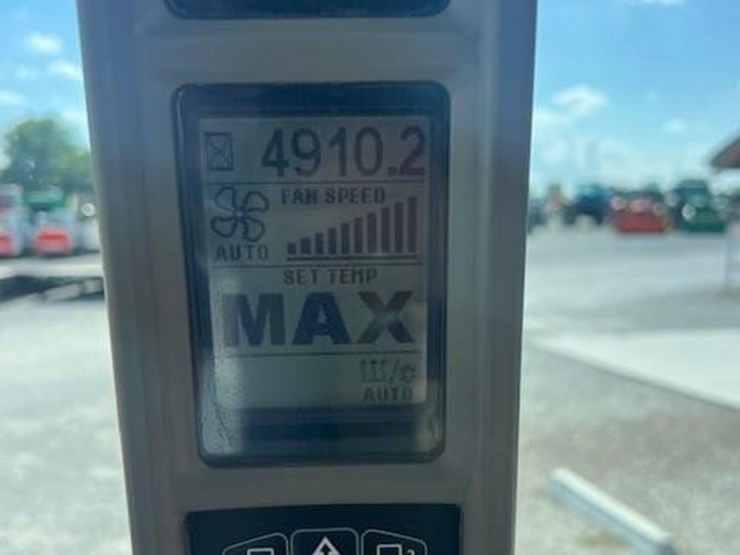 4910.2
FAN SPEED
AUTO
SET TEMP
MAX
AUTO